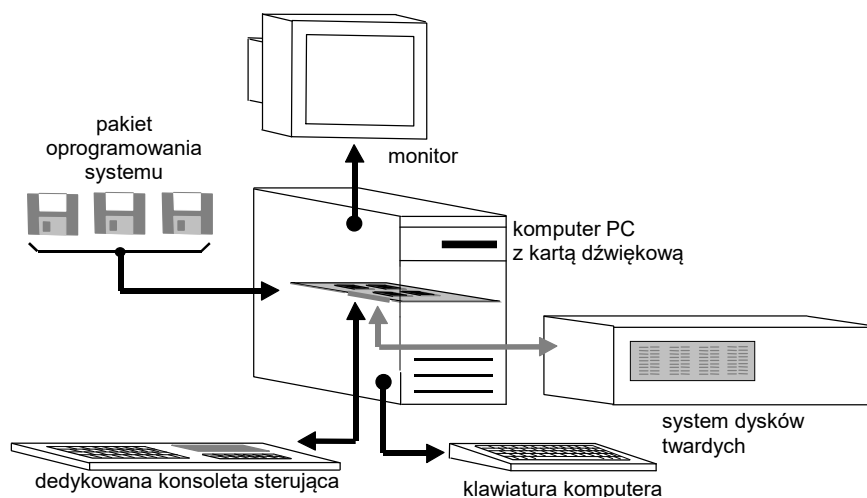 pakiet
oprogramowania
systemu
monitor
komputer PC
z kartą dźwiękową
system dysków
twardych
dedykowana konsoleta sterująca
klawiatura komputera